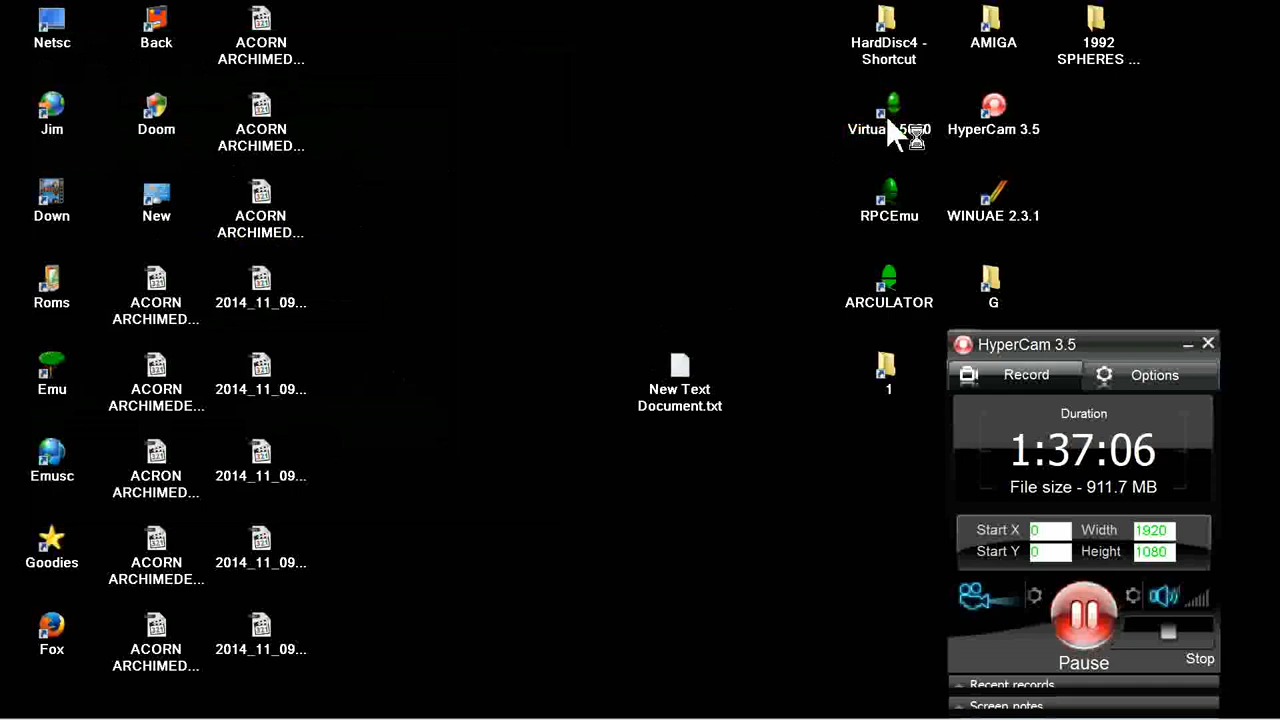 Netsc
Back
ACORN
ARCHIMED...
HardDisc4 -
Shortcut
AMIGA
1992
SPHERES ...
Jim
Doom
ACORN
ARCHIMED...
HyperCam 3.5
Down
New
ACORN
ARCHIMED...
RPCEmu
WINUAE 2.3.1
Roms
ACORN
ARCHIMED...
2014_11_09...
ARCULATOR
G
Emu
ACORN
ARCHIMEDE...
2014_11_09...
New Text
Document.txt
1
Emusc
ACRON
ARCHIMED...
2014_11_09...
Goodies
ACORN
ARCHIMEDE...
2014_11_09...
Fox
ACORN
ARCHIMED...
2014_11_09...
HyperCam 3.5
Record
Options
Duration
1:37:06
File size - 911.7 MB
Start X 0 Width 1920
Start Y 0 Height 1080
Pause
Stop
Recent records
Screen notes